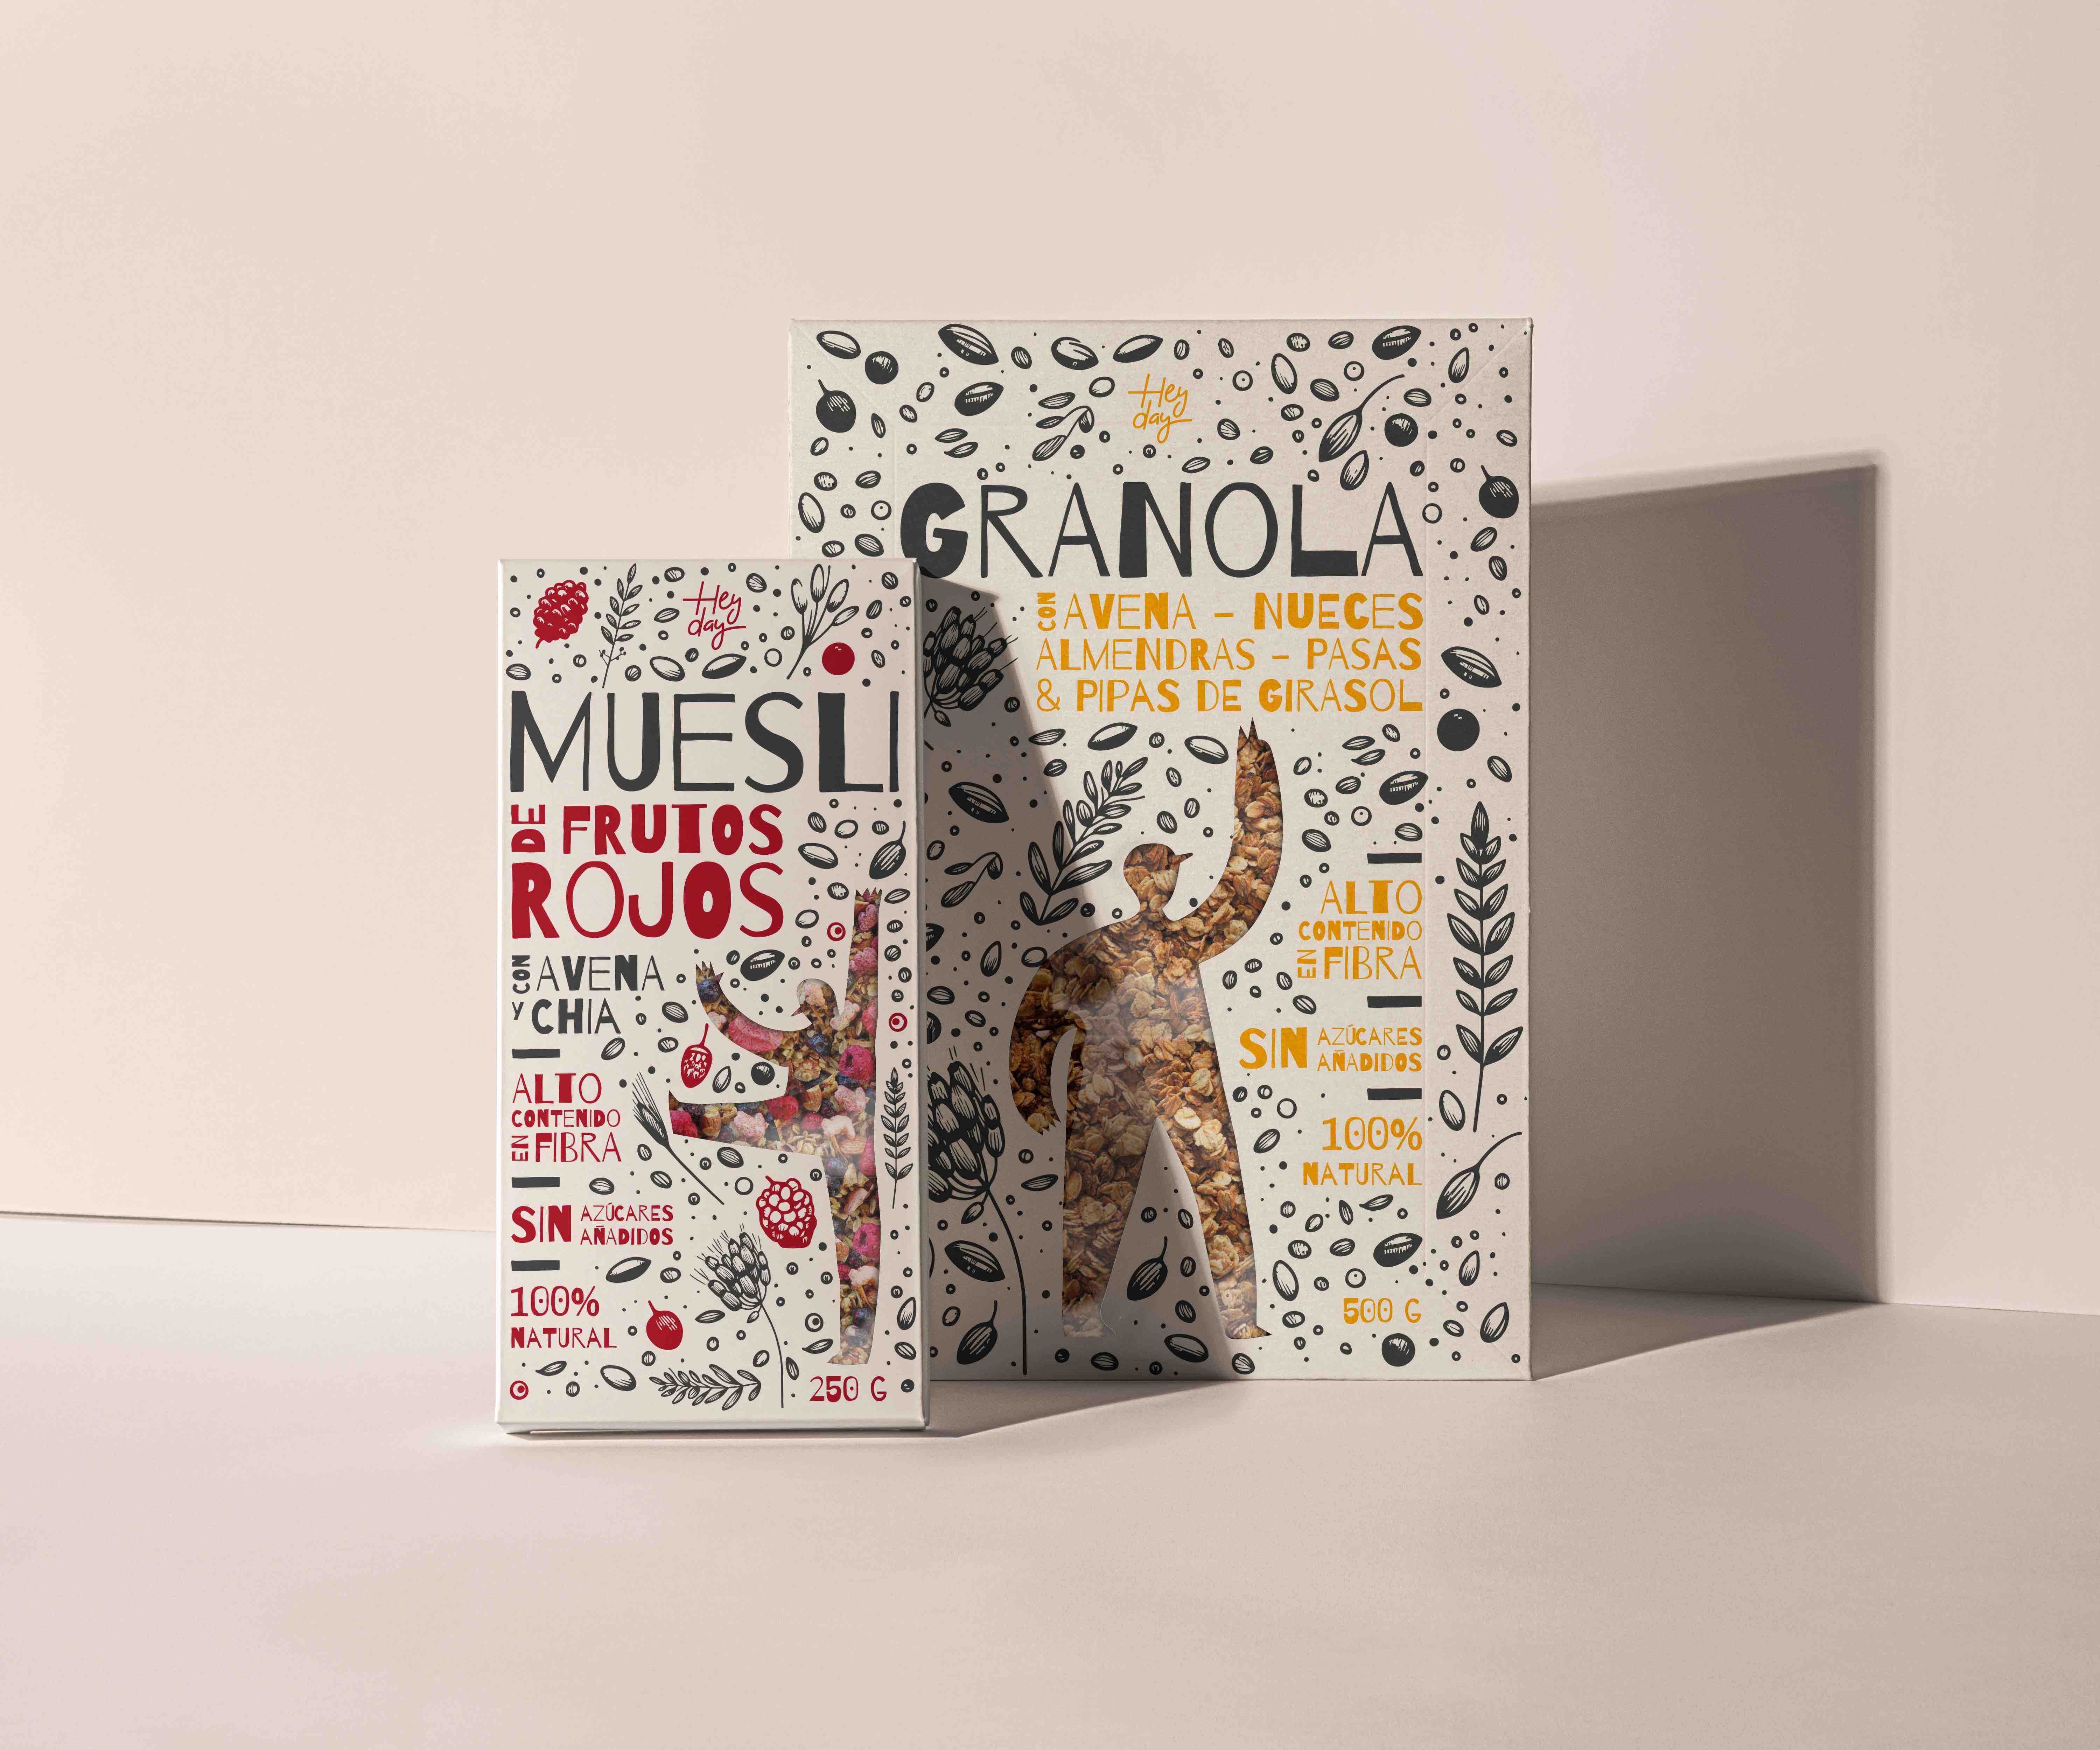 Hey
day
MUESLI
DE FRUTOS
ROJOS
CON AVENA
Y CHIA
ALTO
CONTENIDO
EN FIBRA
SIN AZÚCARES
AÑADIDOS
100%
NATURAL
250 G
Hey
day
GRANOLA
CON AVENA - NUECES
ALMENDRAS - PASAS
& PIPAS DE GIRASOL
ALTO
CONTENIDO
EN FIBRA
SIN AZÚCARES
AÑADIDOS
100%
NATURAL
500 G